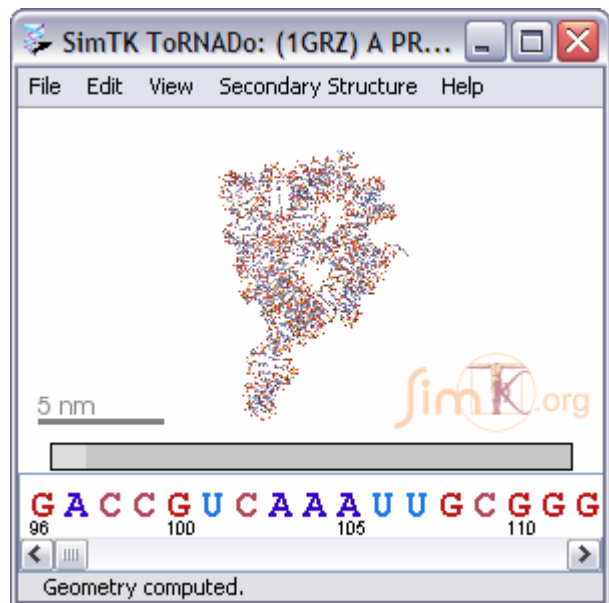 SimTK ToRNADo: (1GRZ) A PR...
File Edit View Secondary Structure Help
5 nm
SimTK.org
G A C C G U C A A A U U G C G G G
96 100 105 110
Geometry computed.